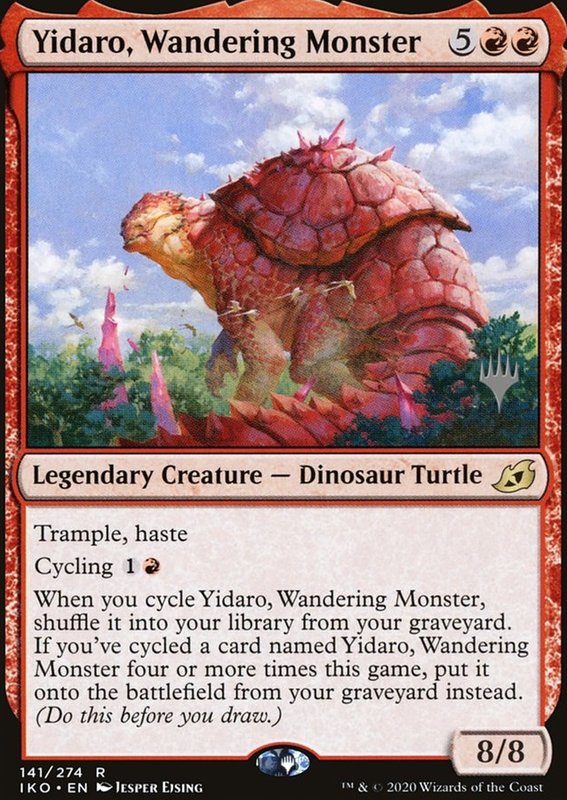 Yidaro, Wandering Monster 5
Legendary Creature — Dinosaur Turtle
Trample, haste
Cycling 1
When you cycle Yidaro, Wandering Monster,
shuffle it into your library from your graveyard.
If you've cycled a card named Yidaro, Wandering
Monster four or more times this game, put it
onto the battlefield from your graveyard instead.
(Do this before you draw.)
8/8
141/274 R
IKO • EN Jesper Eising
™ & © 2020 Wizards of the Coast